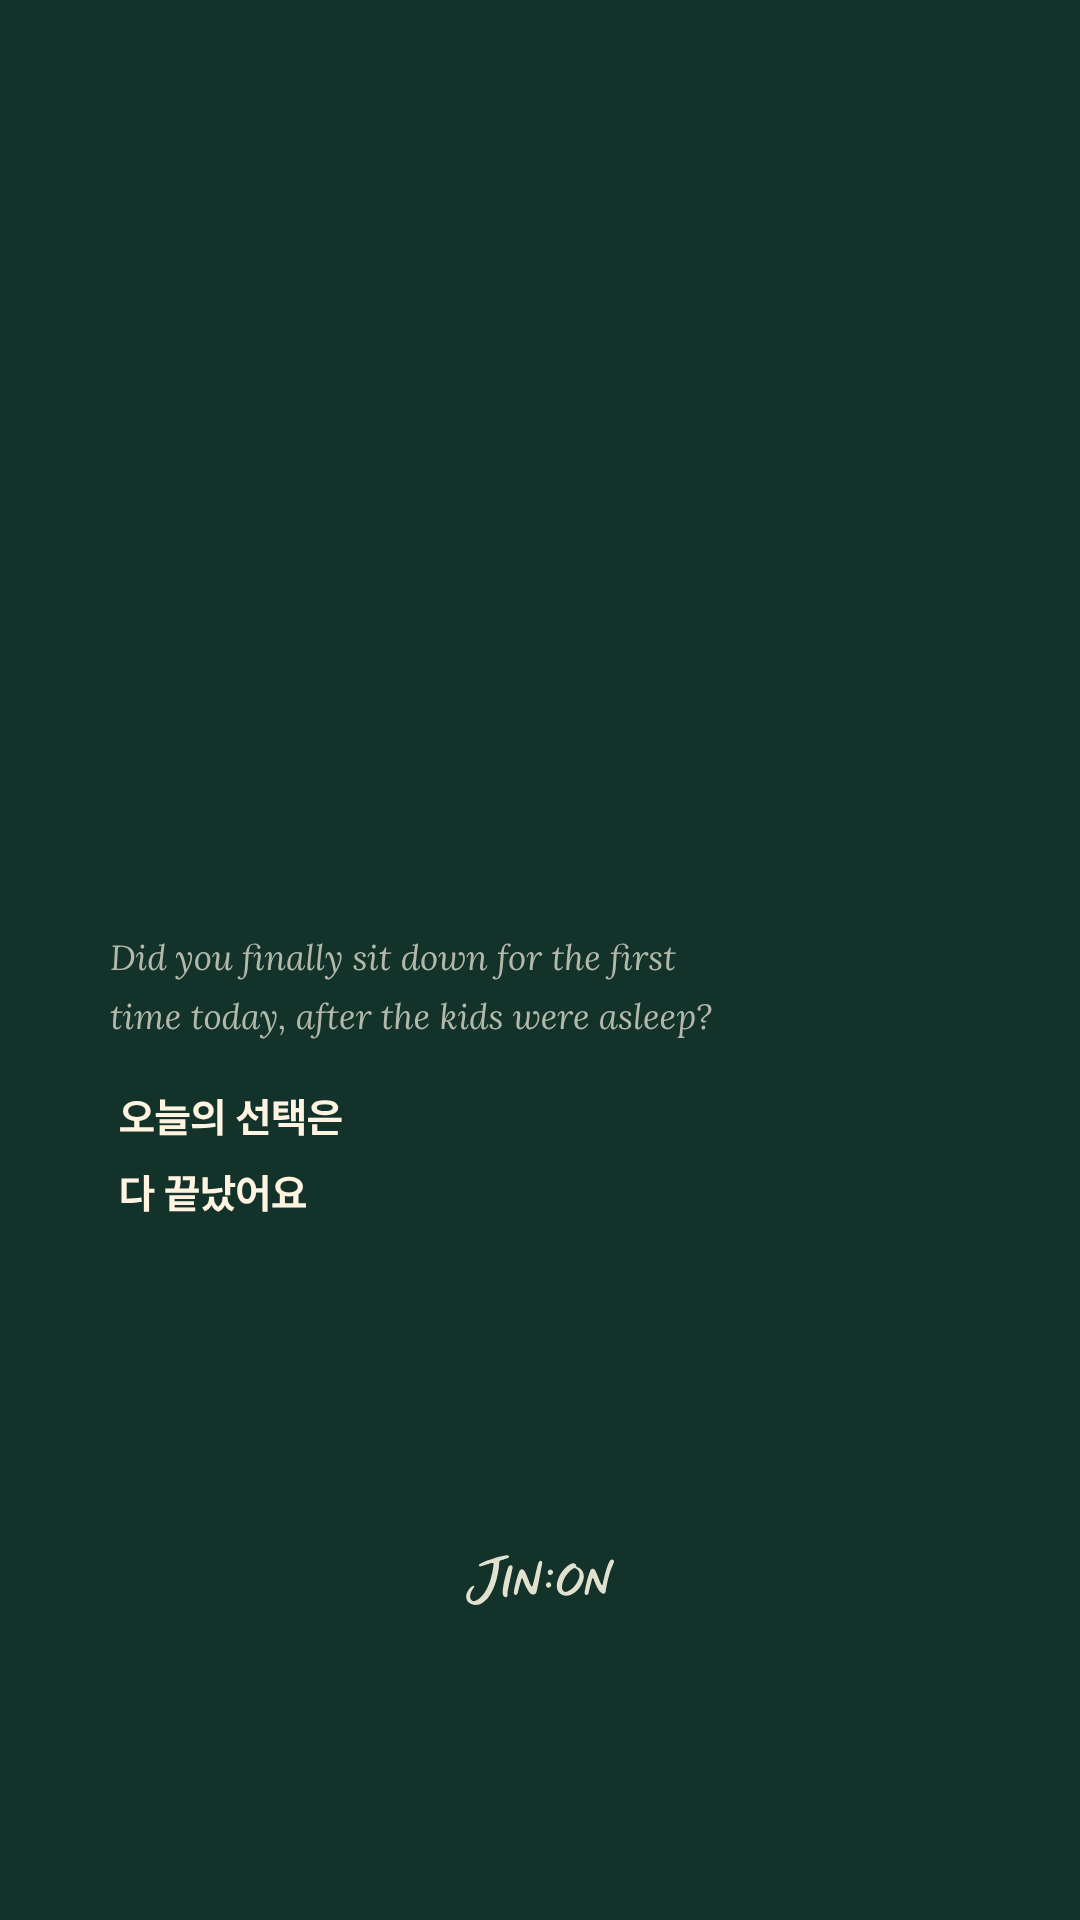 Did you finally sit down for the first
time today, after the kids were asleep?
오늘의 선택은
다 끝났어요
JIN:ON